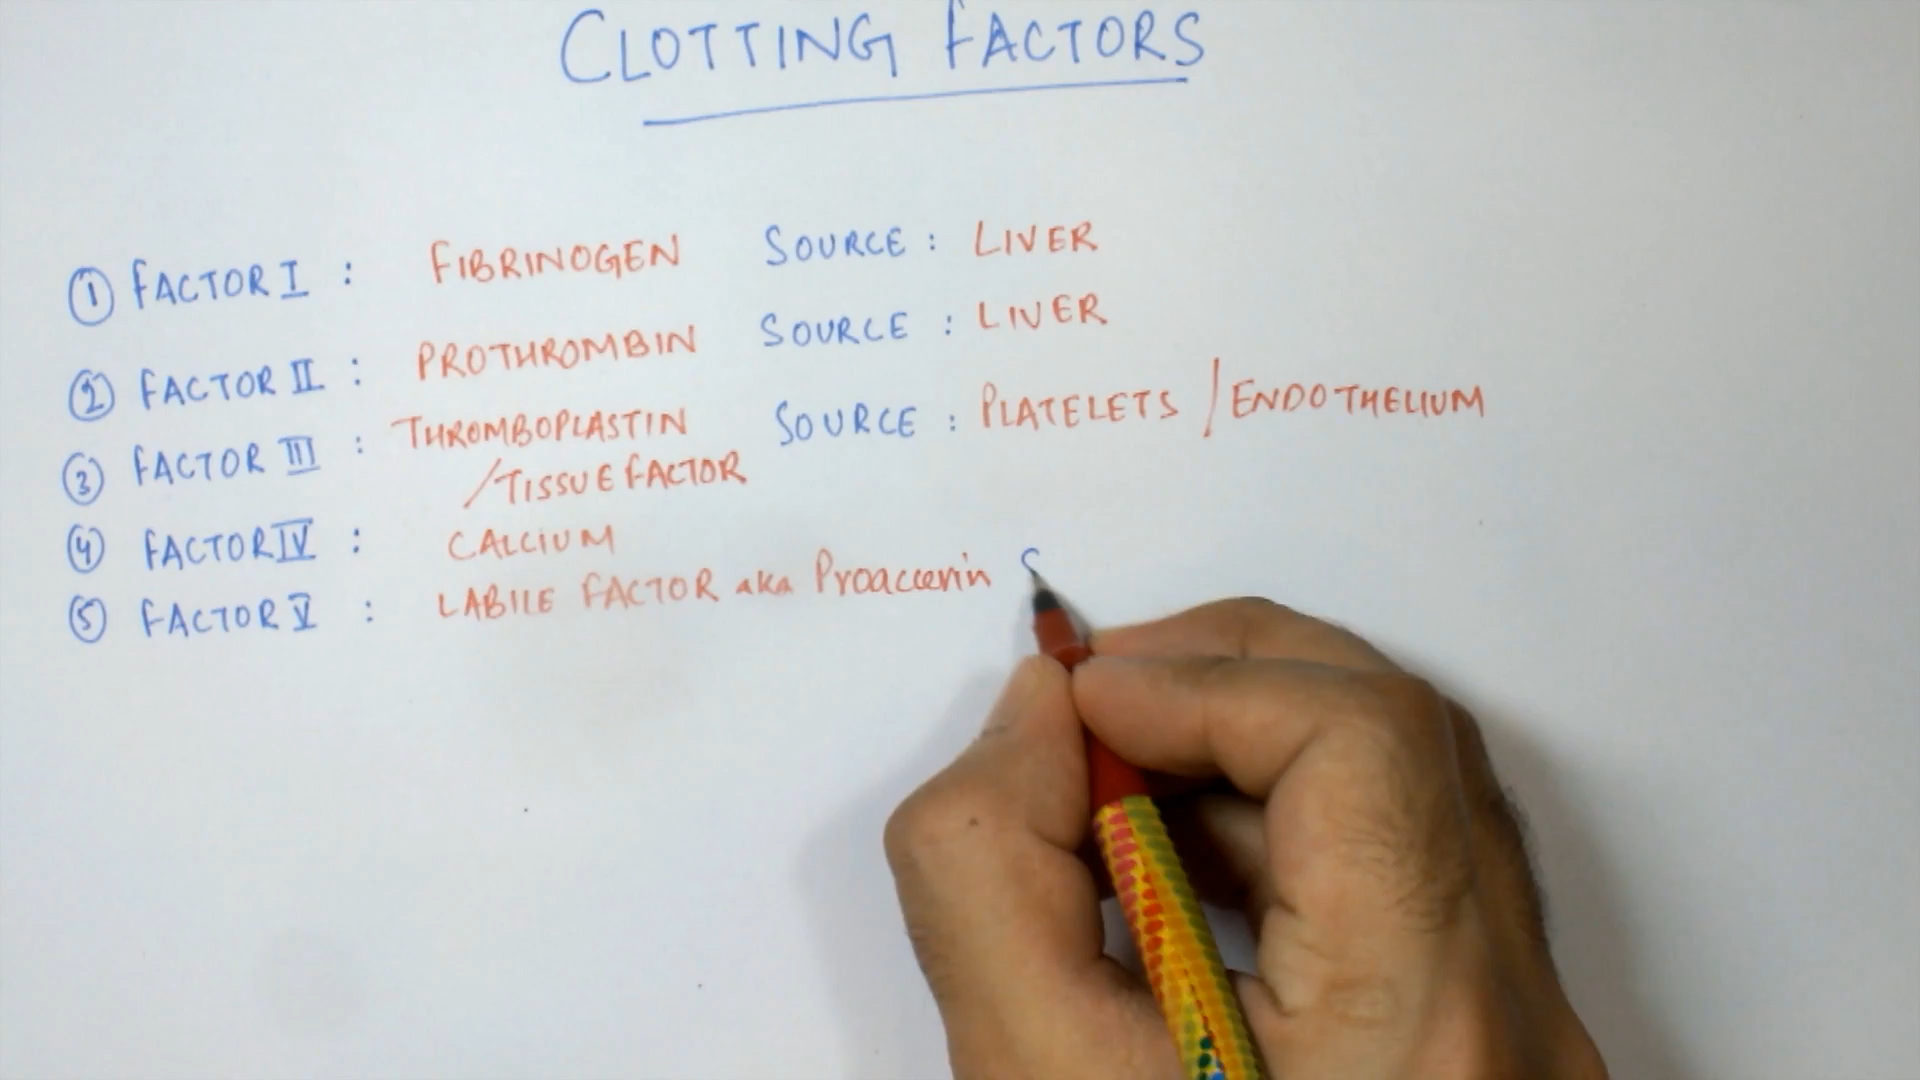 CLOTTING FACTORS
① FACTOR I : FIBRINOGEN SOURCE : LIVER
② FACTOR II : PROTHROMBIN SOURCE : LIVER
③ FACTOR III : THROMBOPLASTIN SOURCE : PLATELETS / ENDOTHELIUM
/TISSUE FACTOR
④ FACTOR IV : CALCIUM
⑤ FACTOR V : LABILE FACTOR aka Proaccerin S